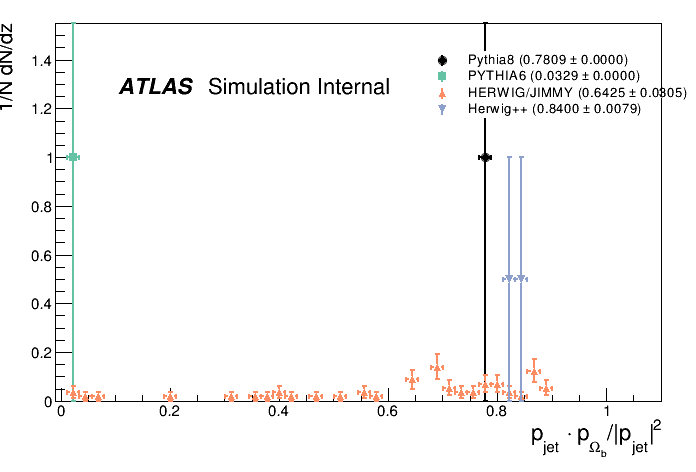 1/N dN/dz
1.4
1.2
1
0.8
0.6
0.4
0.2
0
ATLAS Simulation Internal
Pythia8 (0.7809 ± 0.0000)
PYTHIA6 (0.0329 ± 0.0000)
HERWIG/JIMMY (0.6425 ± 0.0305)
Herwig++ (0.8400 ± 0.0079)
0 0.2 0.4 0.6 0.8 1
p_jet · p_Ω_b/|p_jet|²